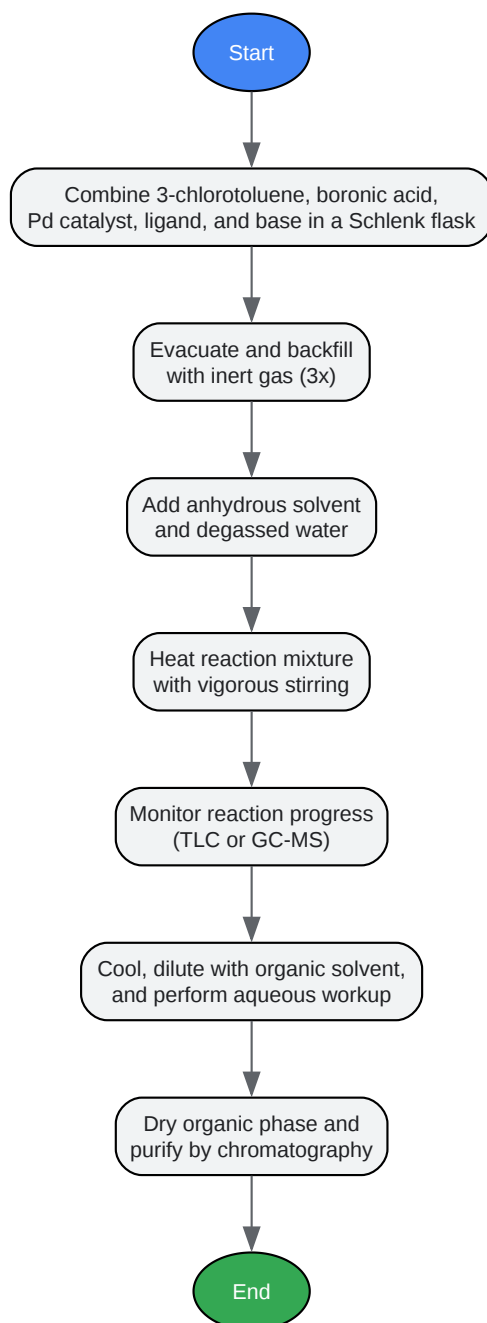 Start
Combine 3-chlorotoluene, boronic acid,
Pd catalyst, ligand, and base in a Schlenk flask
Evacuate and backfill
with inert gas (3x)
Add anhydrous solvent
and degassed water
Heat reaction mixture
with vigorous stirring
Monitor reaction progress
(TLC or GC-MS)
Cool, dilute with organic solvent,
and perform aqueous workup
Dry organic phase and
purify by chromatography
End